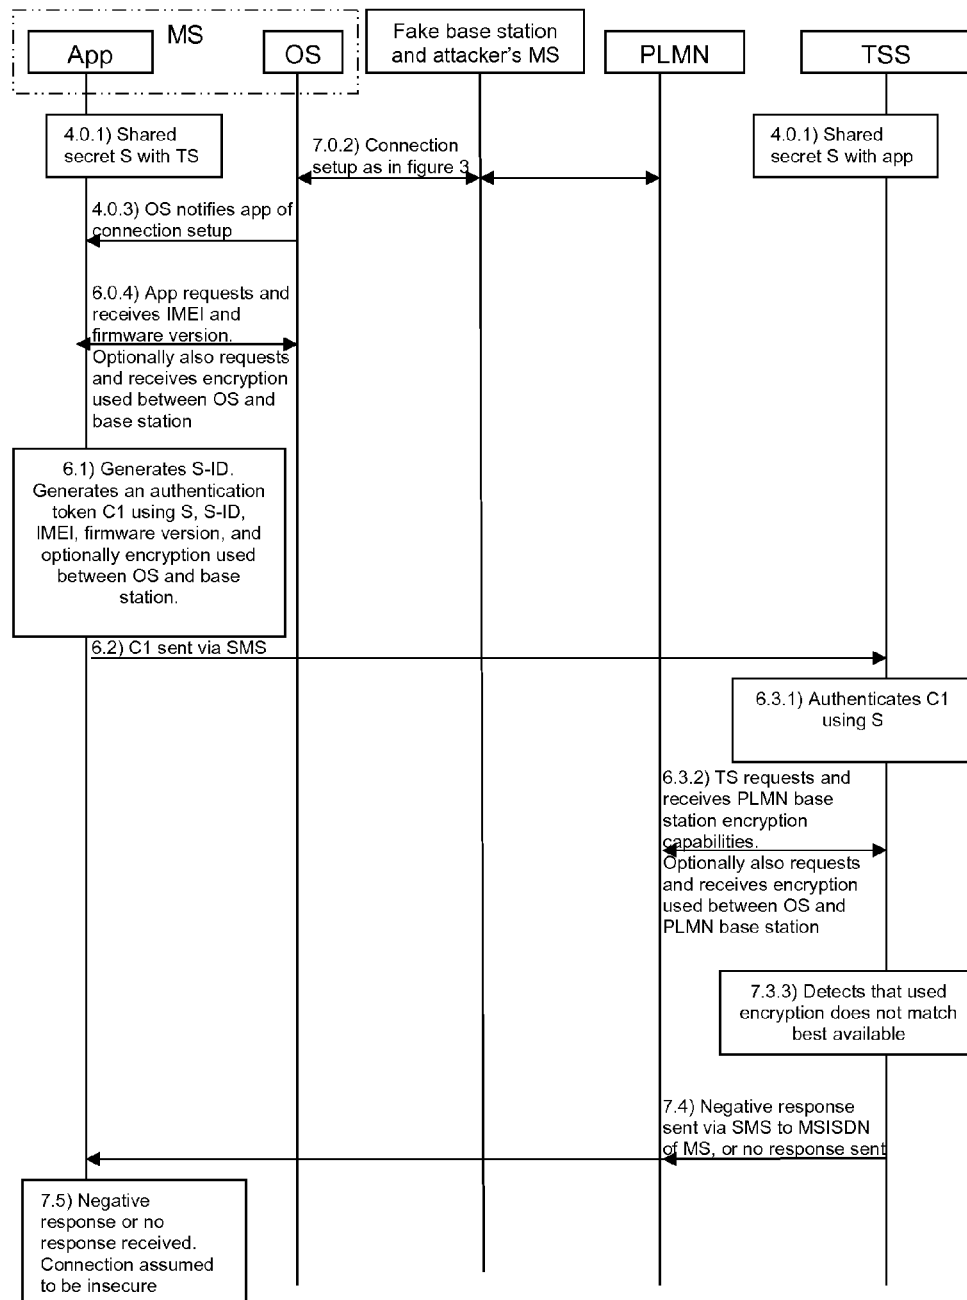 MS
App
OS
Fake base station
and attacker's MS
PLMN
TSS
4.0.1) Shared
secret S with TS
7.0.2) Connection
setup as in figure 3
4.0.1) Shared
secret S with app
4.0.3) OS notifies app of
connection setup
6.0.4) App requests and
receives IMEI and
firmware version.
Optionally also requests
and receives encryption
used between OS and
base station
6.1) Generates S-ID.
Generates an authentication
token C1 using S, S-ID,
IMEI, firmware version, and
optionally encryption used
between OS and base
station.
6.2) C1 sent via SMS
6.3.1) Authenticates C1
using S
6.3.2) TS requests and
receives PLMN base
station encryption
capabilities.
Optionally also requests
and receives encryption
used between OS and
PLMN base station
7.3.3) Detects that used
encryption does not match
best available
7.4) Negative response
sent via SMS to MSISDN
of MS, or no response sent
7.5) Negative
response or no
response received.
Connection assumed
to be insecure